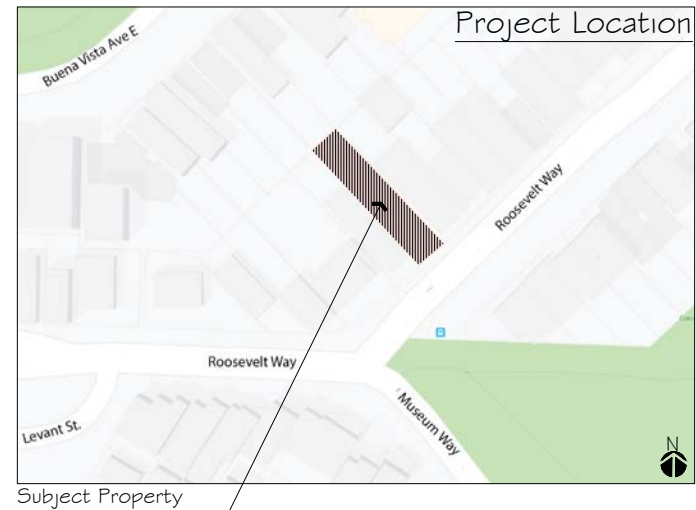 Project Location
Buena Vista Ave E
Roosevelt Way
Roosevelt Way
Museum Way
Levant St.
N
Subject Property